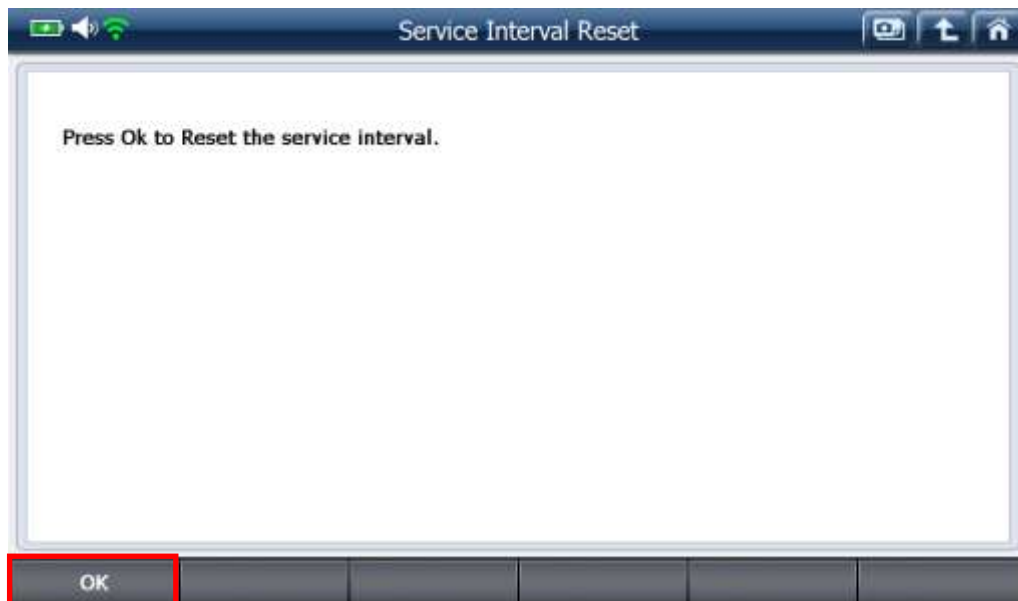 Service Interval Reset
Press Ok to Reset the service interval.
OK